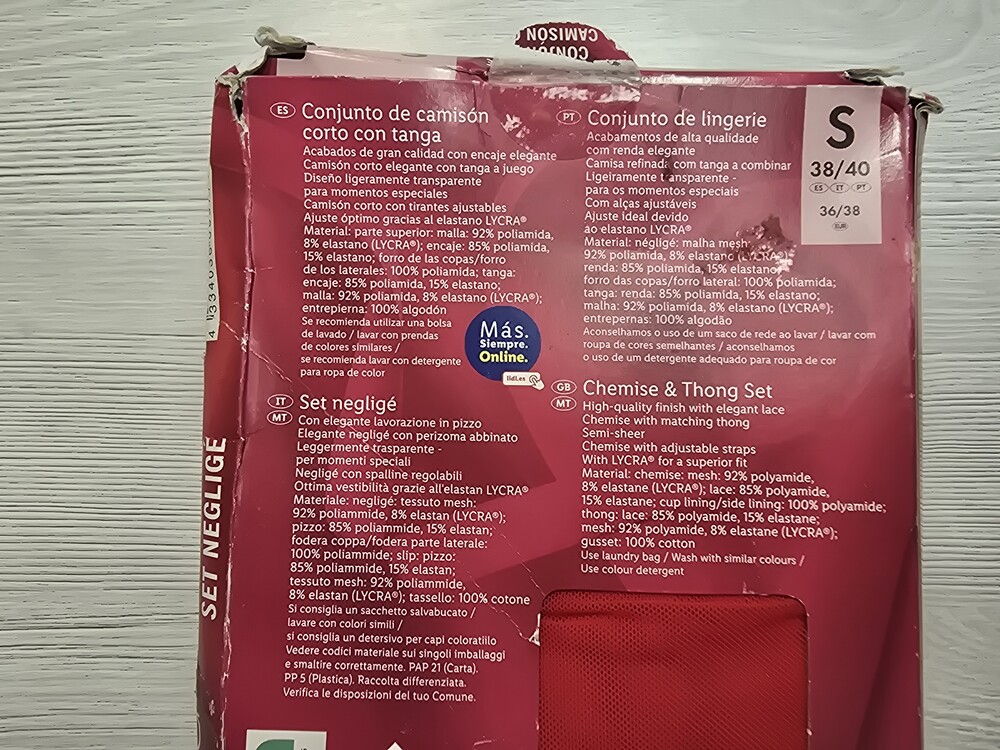 CONJUN
CAMISÓN
ES Conjunto de camisón
corto con tanga
Acabados de gran calidad con encaje elegante
Camisón corto elegante con tanga a juego
Diseño ligeramente transparente
para momentos especiales
Camisón corto con tirantes ajustables
Ajuste óptimo gracias al elastano LYCRA®
Material: parte superior: malla: 92% poliamida,
8% elastano (LYCRA®); encaje: 85% poliamida,
15% elastano; forro de las copas/forro
de los laterales: 100% poliamida; tanga:
encaje: 85% poliamida, 15% elastano;
malla: 92% poliamida, 8% elastano (LYCRA®);
entrepierna: 100% algodón
Se recomienda utilizar una bolsa
de lavado / lavar con prendas
de colores similares /
se recomienda lavar con detergente
para ropa de color
Más.
Siempre.
Online.
lidl.es
PT Conjunto de lingerie
Acabamentos de alta qualidade
com renda elegante
Camisa refinada com tanga a combinar
Ligeiramente transparente -
para os momentos especiais
Com alças ajustáveis
Ajuste ideal devido
ao elastano LYCRA®
Material: négligé: malha mesh:
92% poliamida, 8% elastano (LYCRA®)
renda: 85% poliamida, 15% elastano;
forro das copas/forro lateral: 100% poliamida;
tanga: renda: 85% poliamida, 15% elastano;
malha: 92% poliamida, 8% elastano (LYCRA®);
entrepernas: 100% algodão
Aconselhamos o uso de um saco de rede ao lavar / lavar com
roupa de cores semelhantes / aconselhamos
o uso de um detergente adequado para roupa de cor
S
38/40
ES IT PT
36/38
EUR
IT MT Set negligé
Con elegante lavorazione in pizzo
Elegante negligé con perizoma abbinato
Leggermente trasparente -
per momenti speciali
Negligé con spalline regolabili
Ottima vestibilità grazie all'elastan LYCRA®
Materiale: negligé: tessuto mesh:
92% poliammide, 8% elastan (LYCRA®);
pizzo: 85% poliammide, 15% elastan;
fodera coppa/fodera parte laterale:
100% poliammide; slip: pizzo:
85% poliammide, 15% elastan;
tessuto mesh: 92% poliammide,
8% elastan (LYCRA®); tassello: 100% cotone
Si consiglia un sacchetto salvabucato /
lavare con colori simili /
si consiglia un detersivo per capi coloratilo
Vedere codici materiale sui singoli imballaggi
e smaltire correttamente. PAP 21 (Carta).
PP 5 (Plastica). Raccolta differenziata.
Verifica le disposizioni del tuo Comune.
GB MT Chemise & Thong Set
High-quality finish with elegant lace
Chemise with matching thong
Semi-sheer
Chemise with adjustable straps
With LYCRA® for a superior fit
Material: chemise: mesh: 92% polyamide,
8% elastane (LYCRA®); lace: 85% polyamide,
15% elastane; cup lining/side lining: 100% polyamide;
thong: lace: 85% polyamide, 15% elastane;
mesh: 92% polyamide, 8% elastane (LYCRA®);
gusset: 100% cotton
Use laundry bag / Wash with similar colours /
Use colour detergent
SET NEGLIGÉ